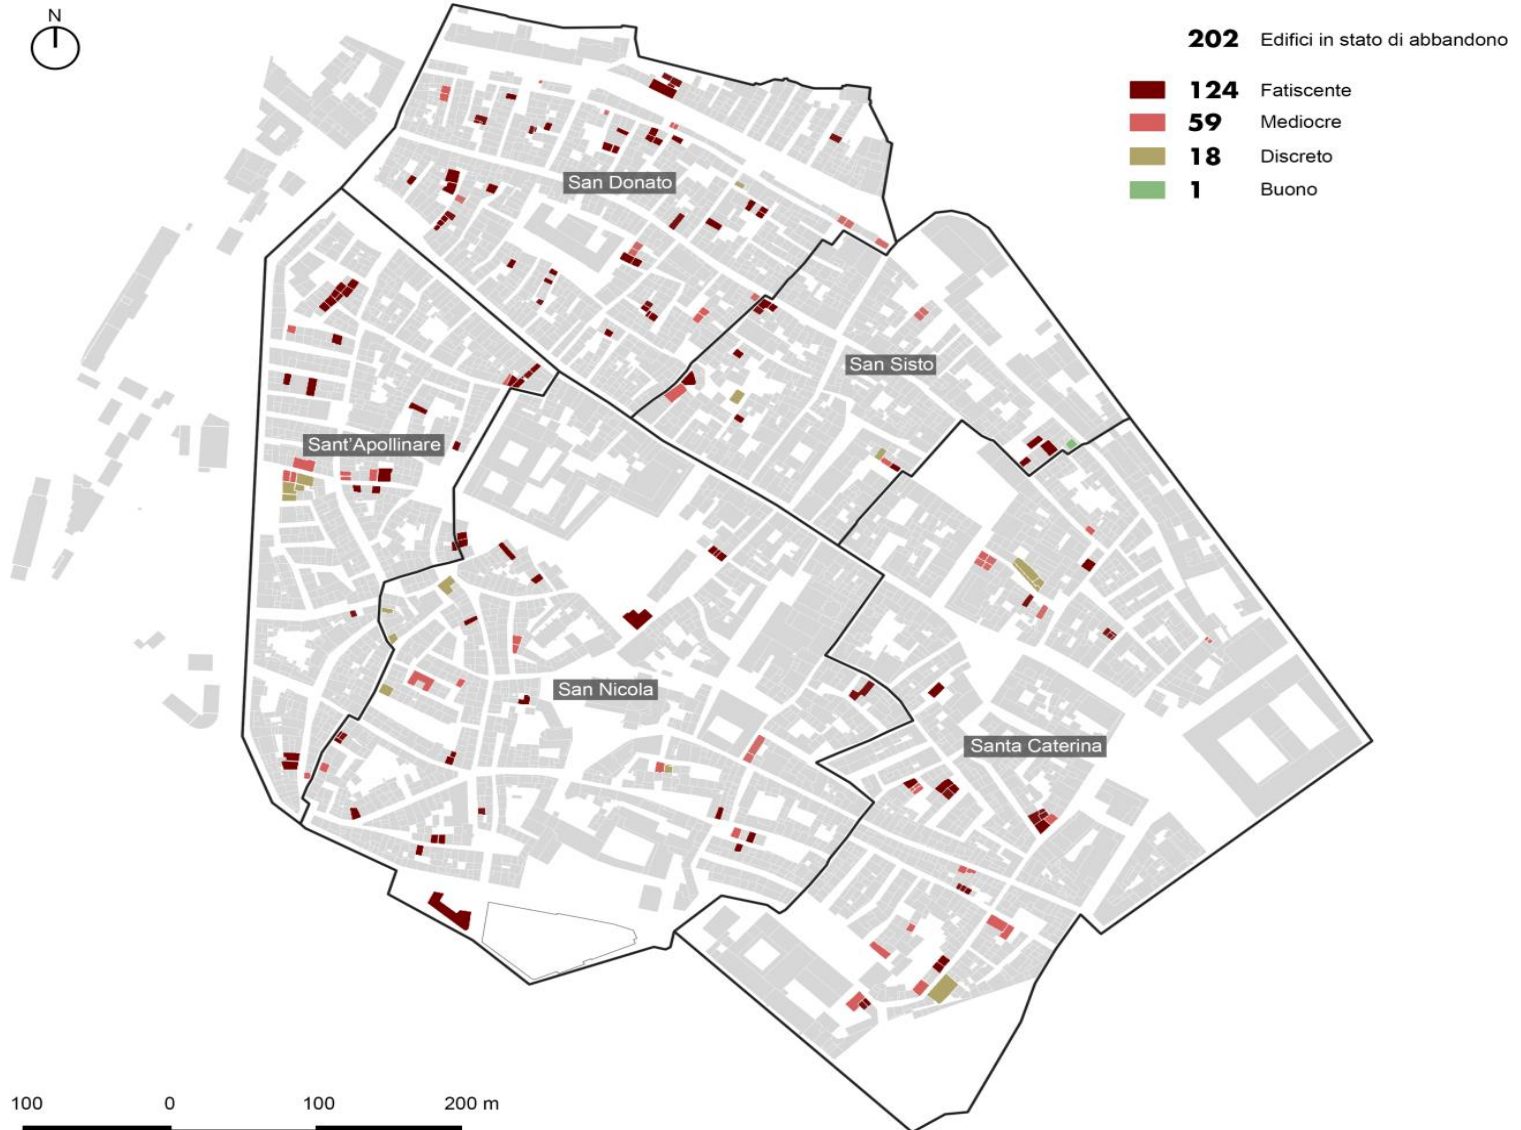 N
202 Edifici in stato di abbandono
124 Fatiscente
59 Mediocre
18 Discreto
1 Buono
San Donato
San Sisto
Sant'Apollinare
San Nicola
Santa Caterina
100 0 100 200 m